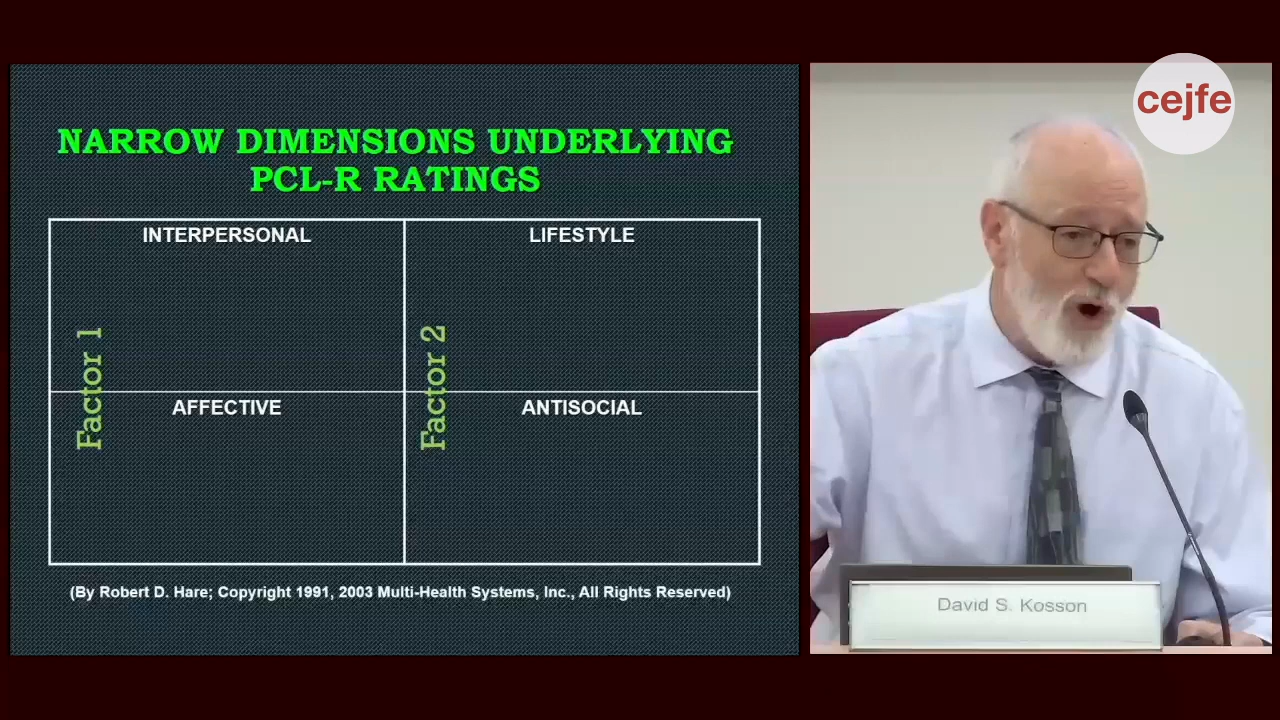 NARROW DIMENSIONS UNDERLYING
PCL-R RATINGS
INTERPERSONAL
LIFESTYLE
Factor 1
Factor 2
AFFECTIVE
ANTISOCIAL
(By Robert D. Hare; Copyright 1991, 2003 Multi-Health Systems, Inc., All Rights Reserved)
cejfe
David S. Kosson